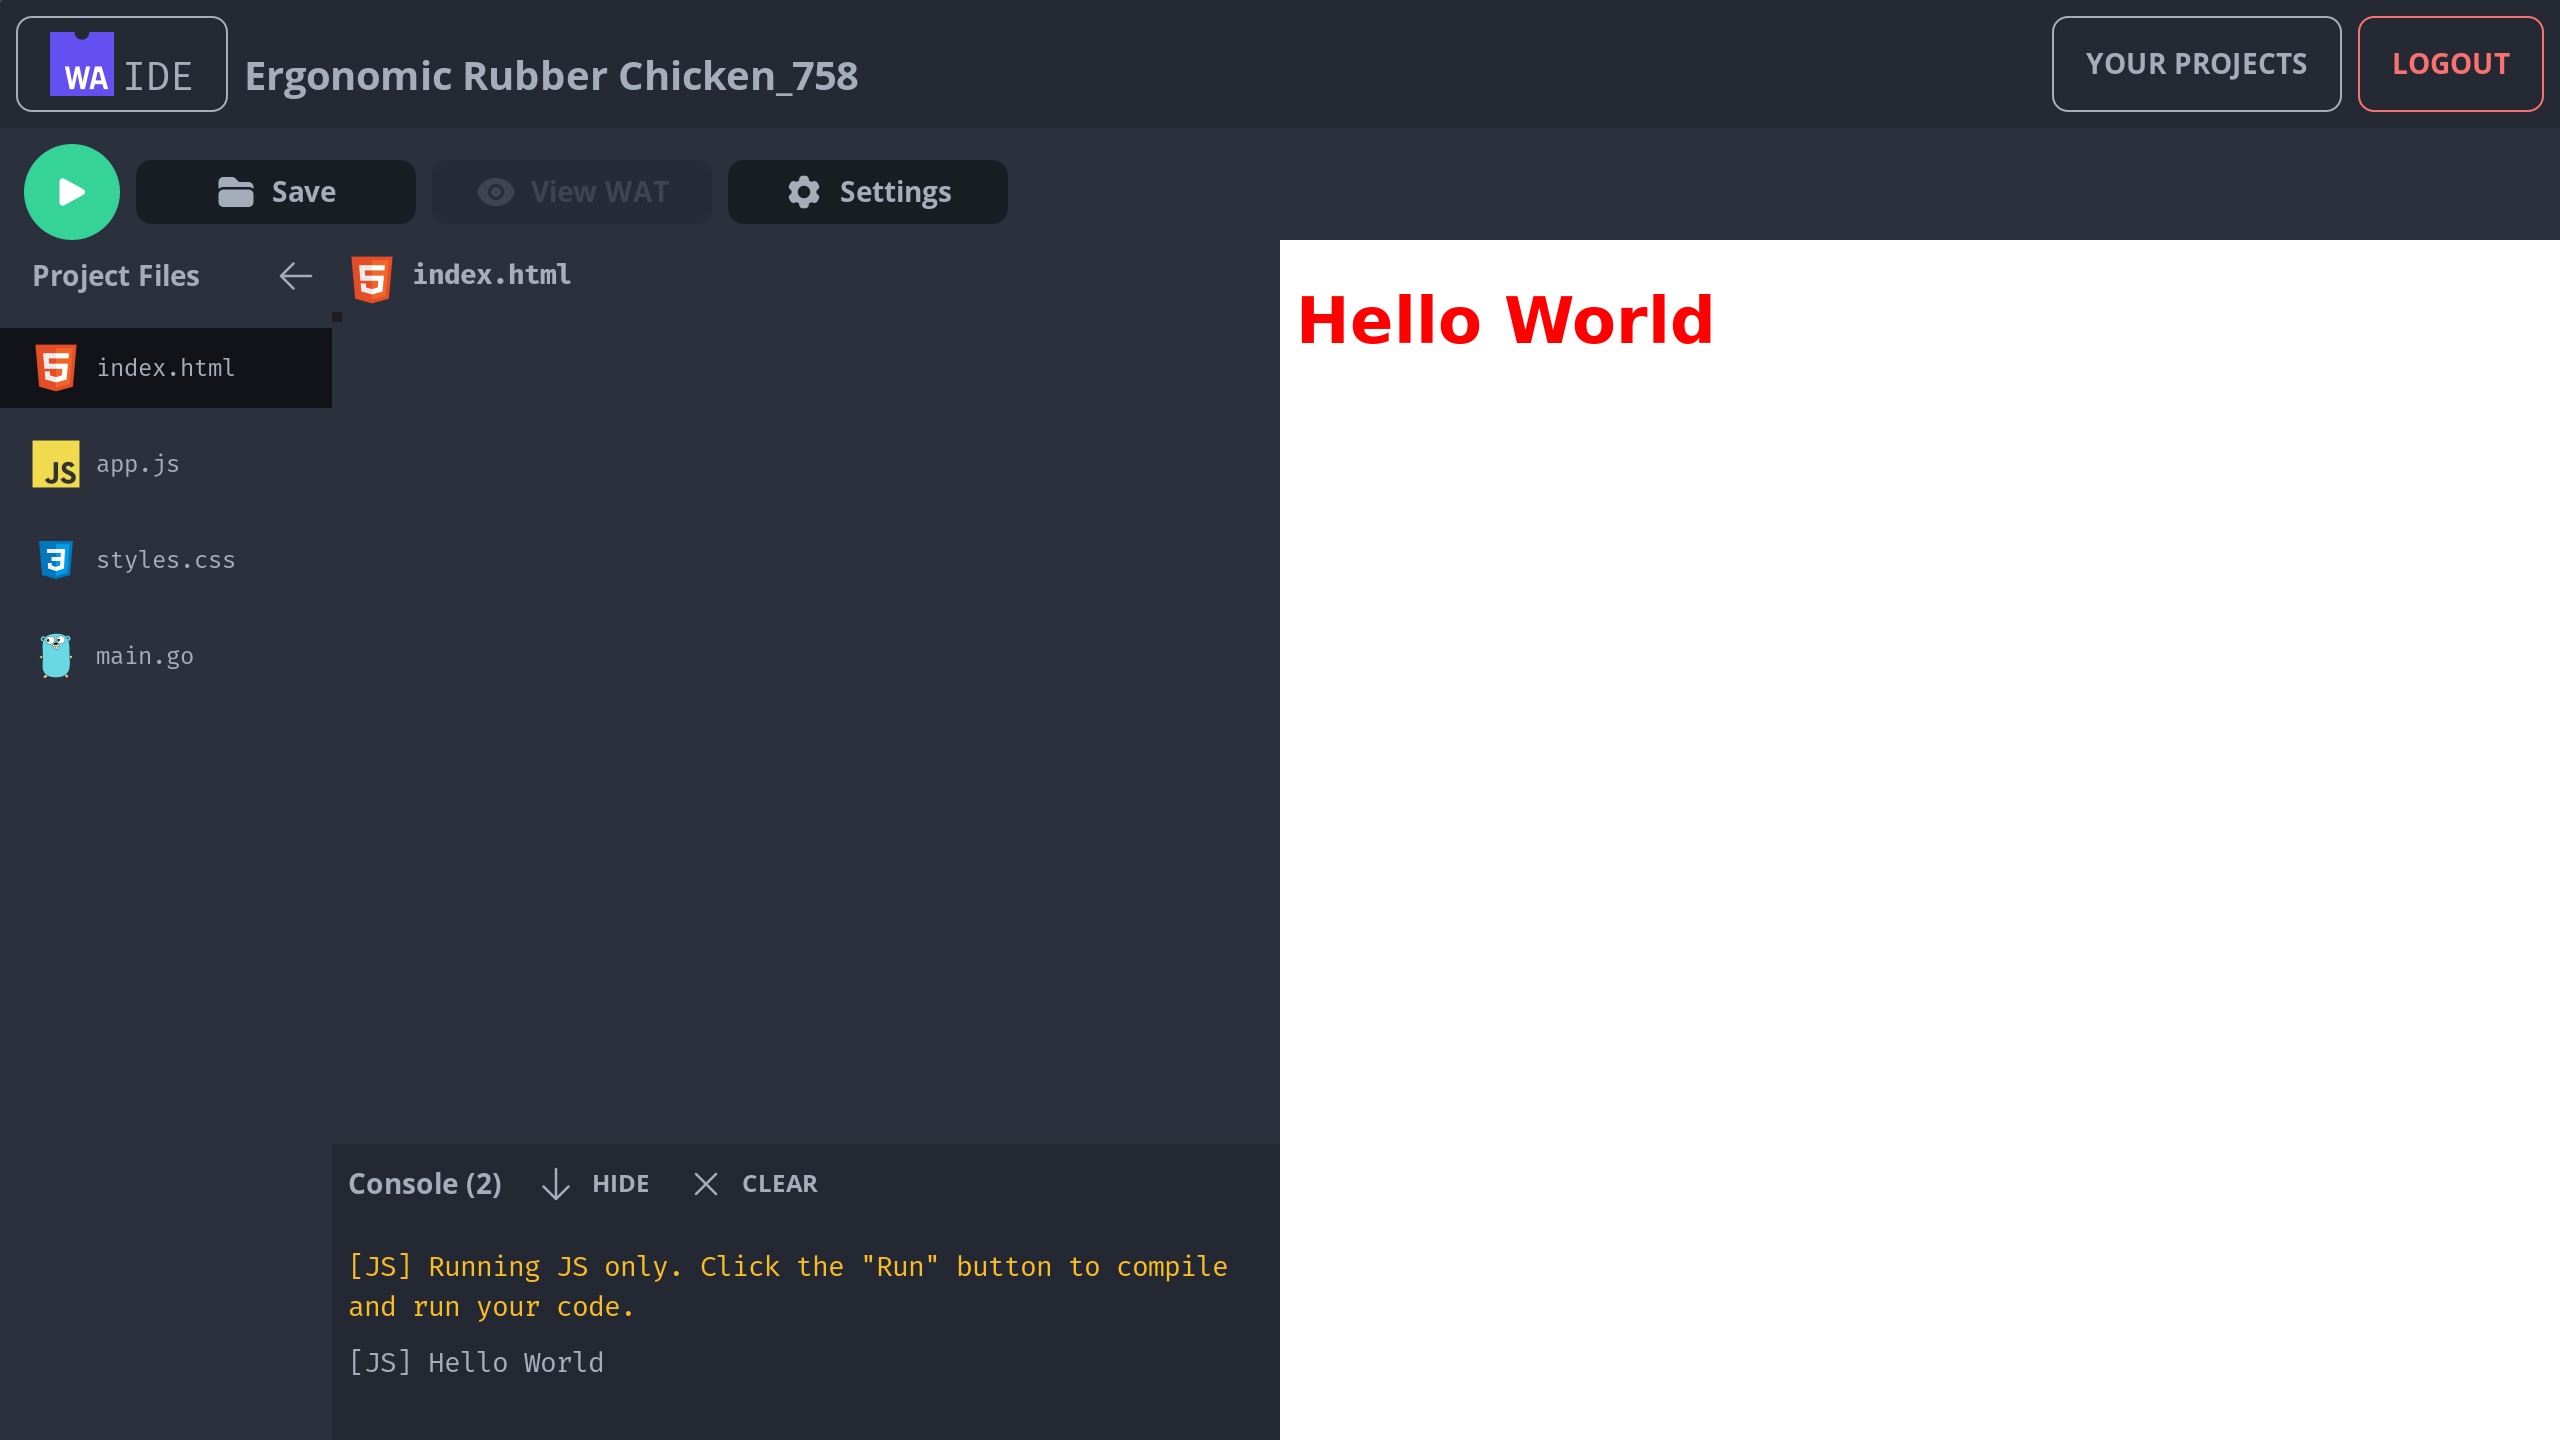 WA IDE
Ergonomic Rubber Chicken_758
YOUR PROJECTS
LOGOUT
Save
View WAT
Settings
Project Files
index.html
app.js
JS
styles.css
main.go
index.html
Hello World
Console (2)
HIDE
CLEAR
[JS] Running JS only. Click the "Run" button to compile
and run your code.
[JS] Hello World